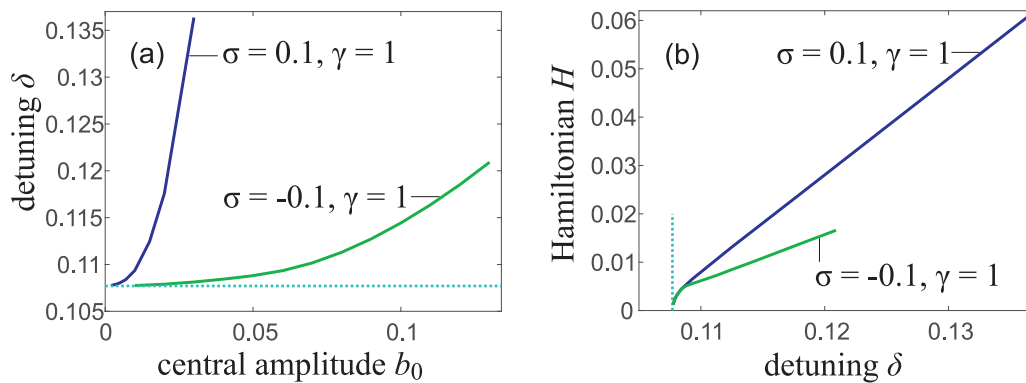 (a)
σ = 0.1, γ = 1
σ = -0.1, γ = 1
detuning δ
0.135
0.13
0.125
0.12
0.115
0.11
0.105
0
0.05
0.1
central amplitude b₀
(b)
σ = 0.1, γ = 1
σ = -0.1, γ = 1
Hamiltonian H
0.06
0.05
0.04
0.03
0.02
0.01
0
0.11
0.12
0.13
detuning δ